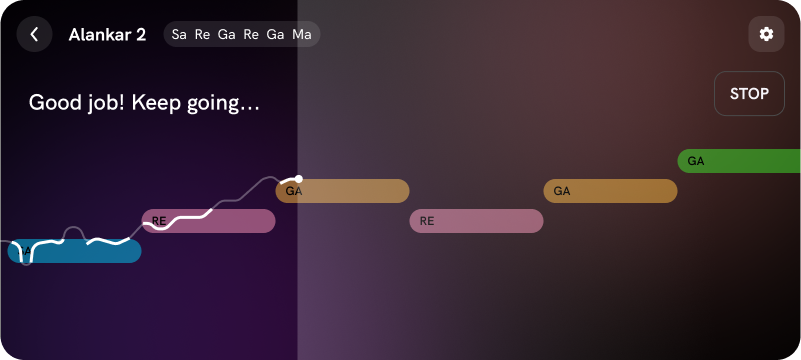 Alankar 2
Sa Re Ga Re Ga Ma
Good job! Keep going...
STOP
GA
GA
GA
RE
RE